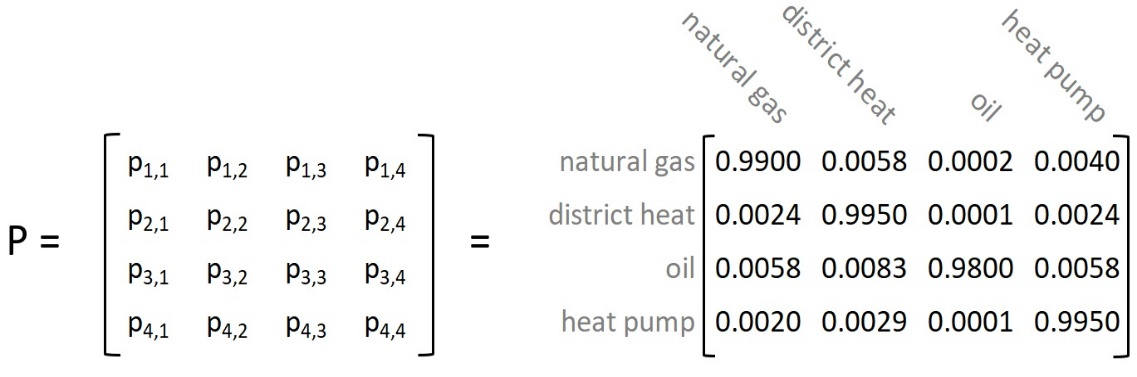 natural gas district heat oil heat pump
p1,1 p1,2 p1,3 p1,4 natural gas 0.9900 0.0058 0.0002 0.0040
p2,1 p2,2 p2,3 p2,4 district heat 0.0024 0.9950 0.0001 0.0024
P = =
p3,1 p3,2 p3,3 p3,4 oil 0.0058 0.0083 0.9800 0.0058
p4,1 p4,2 p4,3 p4,4 heat pump 0.0020 0.0029 0.0001 0.9950